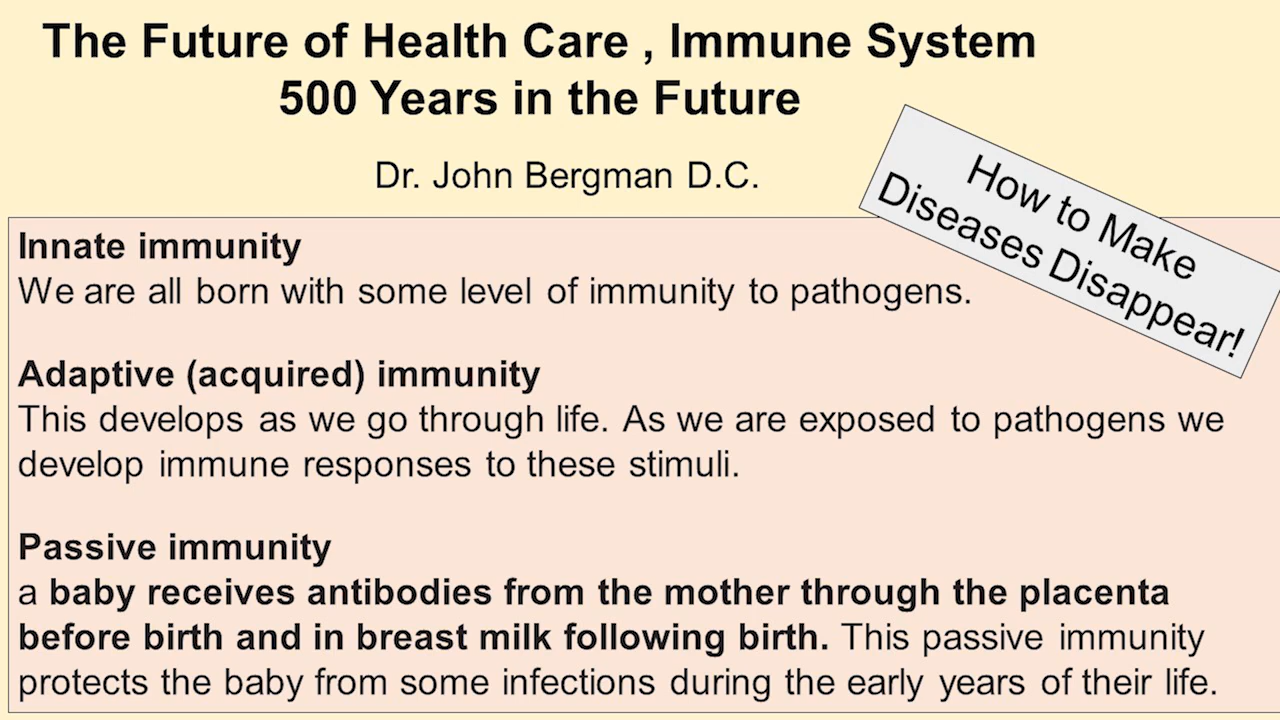 The Future of Health Care , Immune System
500 Years in the Future
Dr. John Bergman D.C.
How to Make
Diseases Disappear!
Innate immunity
We are all born with some level of immunity to pathogens.
Adaptive (acquired) immunity
This develops as we go through life. As we are exposed to pathogens we
develop immune responses to these stimuli.
Passive immunity
a baby receives antibodies from the mother through the placenta
before birth and in breast milk following birth. This passive immunity
protects the baby from some infections during the early years of their life.